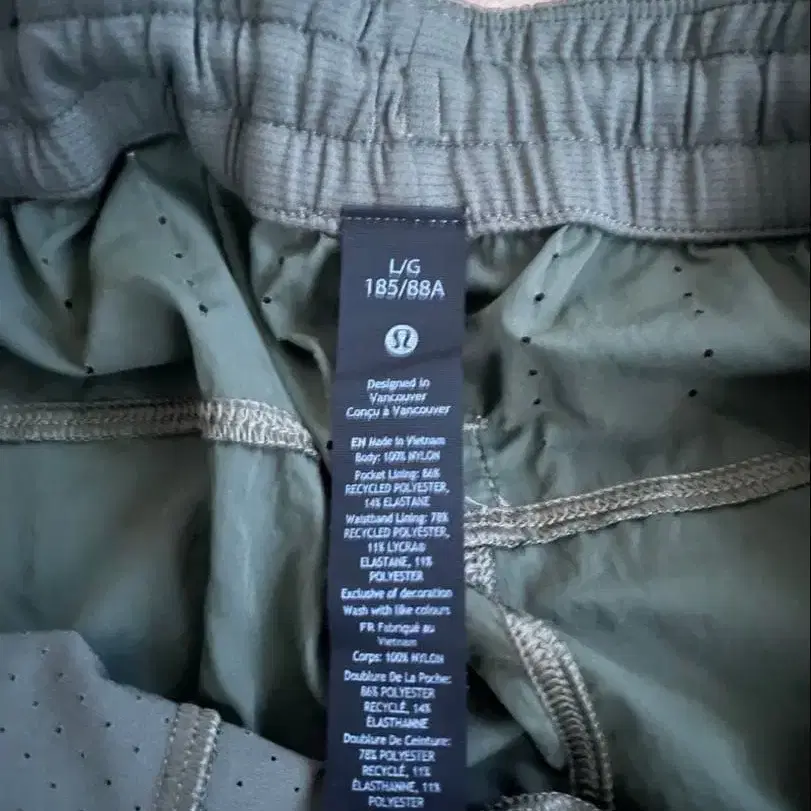 L/G
185/88A
Designed in
Vancouver
Conçu à Vancouver
EN Made in Vietnam
Body: 100% NYLON
Pocket Lining: 86%
RECYCLED POLYESTER,
14% ELASTANE
Waistband Lining: 78%
RECYCLED POLYESTER,
11% LYCRA®
ELASTANE, 11%
POLYESTER
Exclusive of decoration
Wash with like colours
FR Fabriqué au
Vietnam
Corps: 100% NYLON
Doublure De La Poche:
86% POLYESTER
RECYCLÉ, 14%
ÉLASTHANNE
Doublure De Ceinture:
78% POLYESTER
RECYCLÉ, 11%
ÉLASTHANNE, 11%
POLYESTER